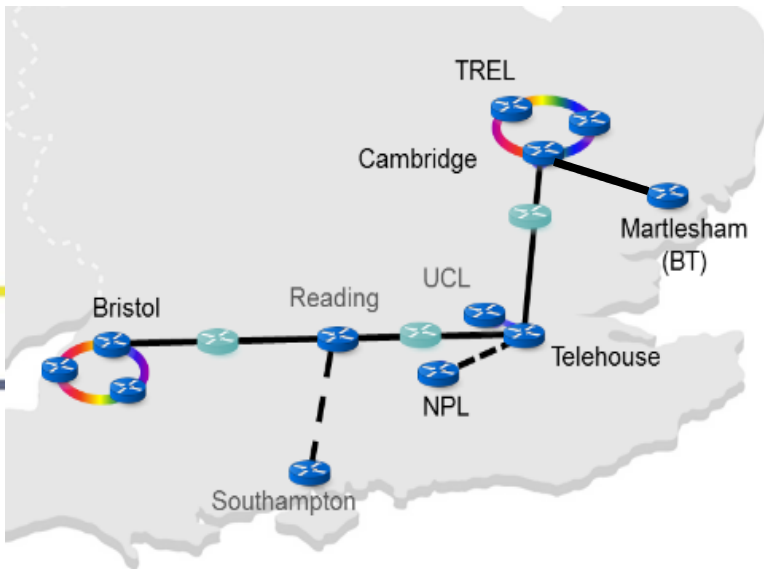 TREL
Cambridge
Martlesham
(BT)
UCL
Reading
Bristol
Telehouse
NPL
Southampton